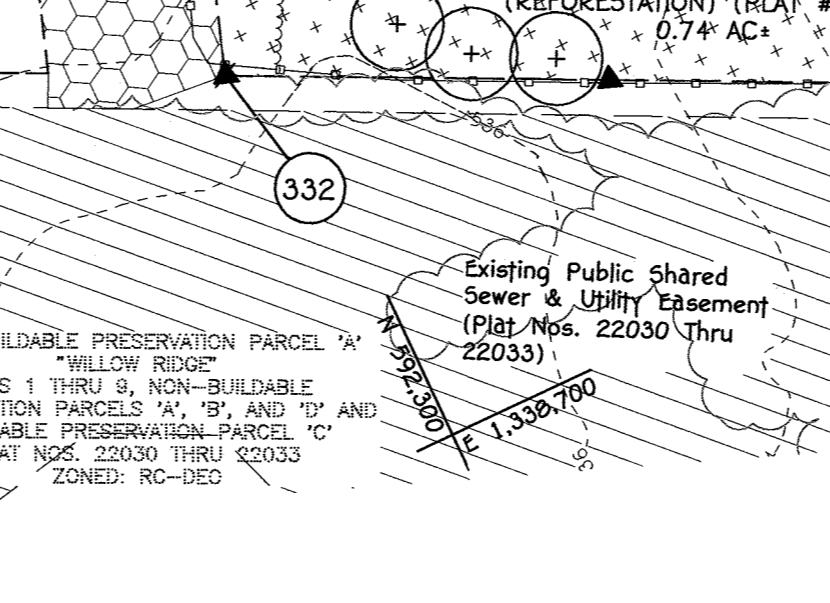 (REFORESTATION) (PLAT #
0.74 AC±
536
332
Existing Public Shared
Sewer & Utility Easement
(Plat Nos. 22030 Thru
22033)
N 592,300
E 1,338,700
ILDABLE PRESERVATION PARCEL 'A'
"WILLOW RIDGE"
S 1 THRU 9, NON-BUILDABLE
TION PARCELS 'A', 'B', AND 'D' AND
ABLE PRESERVATION PARCEL 'C'
AT NOS. 22030 THRU 22033
ZONED: RC-DEO